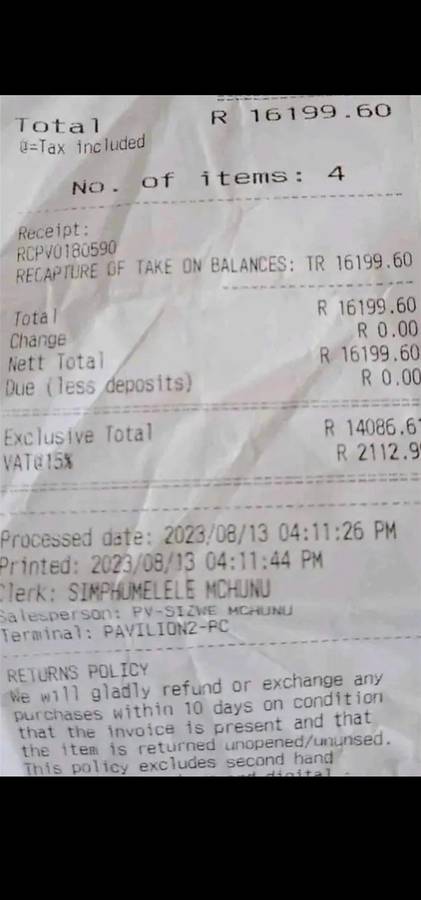 Total R 16199.60
@=Tax included
No. of items: 4
Receipt:
RCPV0180590
RECAPTURE OF TAKE ON BALANCES: TR 16199.60
Total R 16199.60
Change R 0.00
Nett Total R 16199.60
Due (less deposits) R 0.00
Exclusive Total R 14086.6
VAT@15% R 2112.9
Processed date: 2023/08/13 04:11:26 PM
Printed: 2023/08/13 04:11:44 PM
Clerk: SIMPHUMELELE MCHUNU
Salesperson: PV-SIZWE MCHUNU
Terminal: PAVILION2-PC
RETURNS POLICY
We will gladly refund or exchange any
purchases within 10 days on condition
that the invoice is present and that
the item is returned unopened/ununsed.
This policy excludes second hand
digital